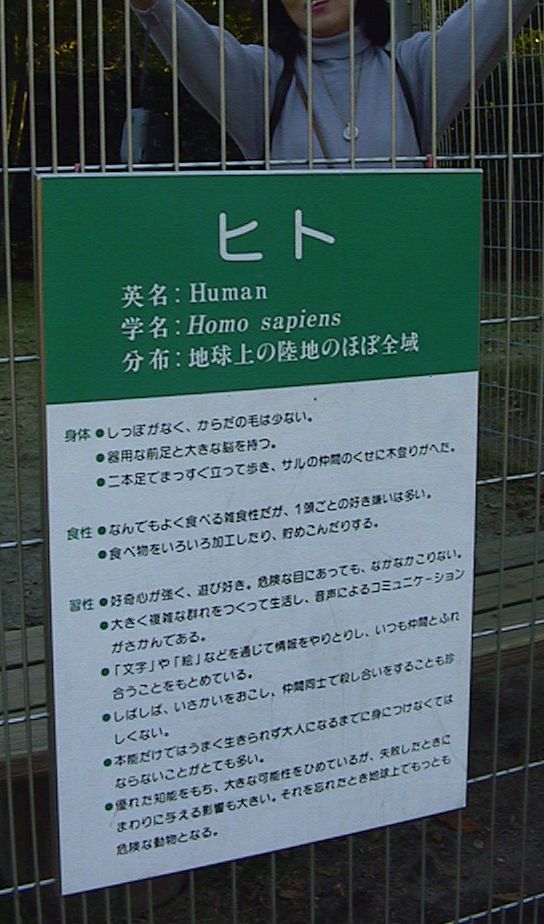 ヒト
英名：Human
学名：Homo sapiens
分布：地球上の陸地のほぼ全域
身体 ●しっぽがなく、からだの毛は少ない。
●器用な前足と大きな脳を持つ。
●二本足でまっすぐ立って歩き、サルの仲間のくせに木登りがへた。
食性 ●なんでもよく食べる雑食性だが、1頭ごとの好き嫌いは多い。
●食べ物をいろいろ加工したり、貯めこんだりする。
習性 ●好奇心が強く、遊び好き。危険な目にあっても、なかなかこりない。
●大きく複雑な群れをつくって生活し、音声によるコミュニケーション
がさかんである。
●「文字」や「絵」などを通じて情報をやりとりし、いつも仲間とふれ
合うことをもとめている。
●しばしば、いさかいをおこし、仲間同士で殺し合いをすることも珍
しくない。
●本能だけではうまく生きられず大人になるまでに身につけなくては
ならないことがとても多い。
●優れた知能をもち、大きな可能性をひめているが、失敗したときに
まわりに与える影響も大きい。それを忘れたとき地球上でもっとも
危険な動物となる。